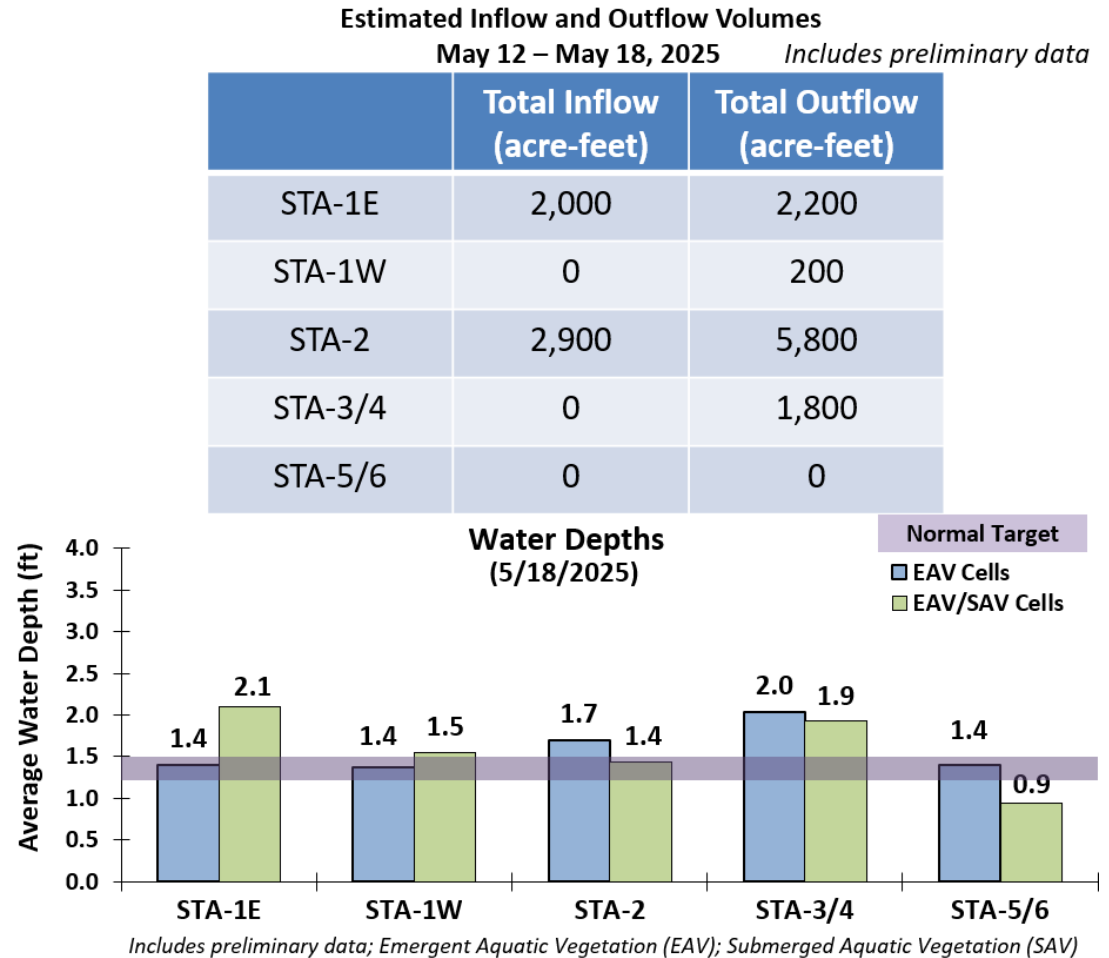 Estimated Inflow and Outflow Volumes
May 12 – May 18, 2025 Includes preliminary data
Total Inflow (acre-feet) Total Outflow (acre-feet)
STA-1E 2,000 2,200
STA-1W 0 200
STA-2 2,900 5,800
STA-3/4 0 1,800
STA-5/6 0 0
Water Depths
(5/18/2025)
Normal Target
EAV Cells
EAV/SAV Cells
Average Water Depth (ft)
4.0
3.5
3.0
2.5
2.0
1.5
1.0
0.5
0.0
1.4 2.1 1.4 1.5 1.7 1.4 2.0 1.9 1.4 0.9
STA-1E STA-1W STA-2 STA-3/4 STA-5/6
Includes preliminary data; Emergent Aquatic Vegetation (EAV); Submerged Aquatic Vegetation (SAV)